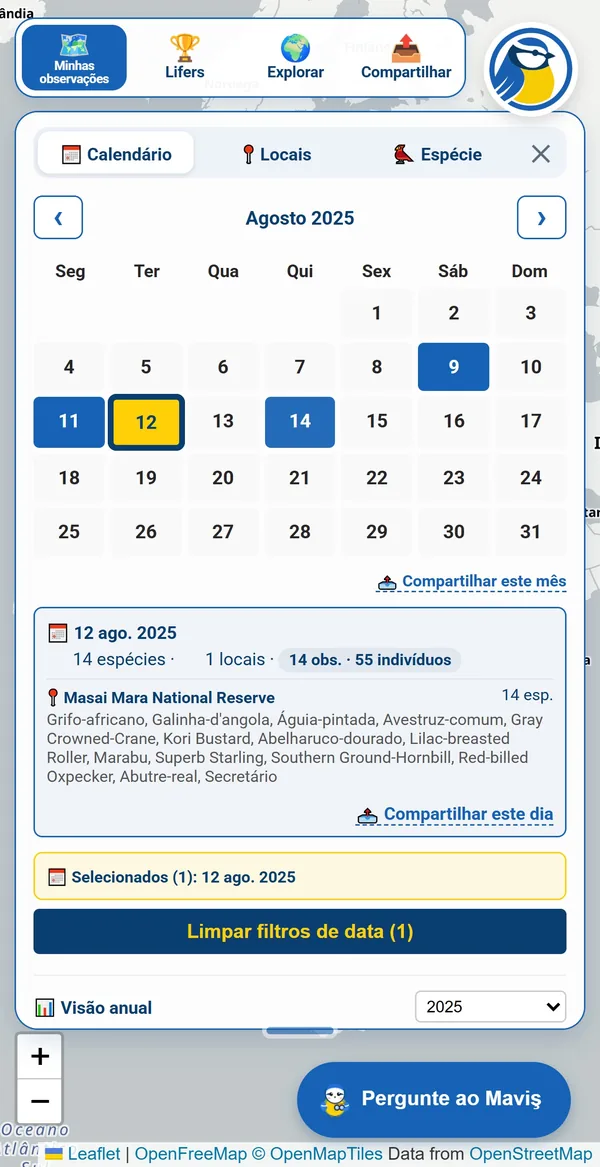 ândia
Minhas
observações
Lifers
Explorar
Compartilhar
Calendário
Locais
Espécie
Agosto 2025
Seg Ter Qua Qui Sex Sáb Dom
1 2 3
4 5 6 7 8 9 10
11 12 13 14 15 16 17
18 19 20 21 22 23 24
25 26 27 28 29 30 31
Compartilhar este mês
12 ago. 2025
14 espécies · 1 locais · 14 obs. · 55 indivíduos
Masai Mara National Reserve 14 esp.
Grifo-africano, Galinha-d'angola, Águia-pintada, Avestruz-comum, Gray
Crowned-Crane, Kori Bustard, Abelharuco-dourado, Lilac-breasted
Roller, Marabu, Superb Starling, Southern Ground-Hornbill, Red-billed
Oxpecker, Abutre-real, Secretário
Compartilhar este dia
Selecionados (1): 12 ago. 2025
Limpar filtros de data (1)
Visão anual 2025
+
−
Pergunte ao Maviş
Oceano
Leaflet | OpenFreeMap © OpenMapTiles Data from OpenStreetMap